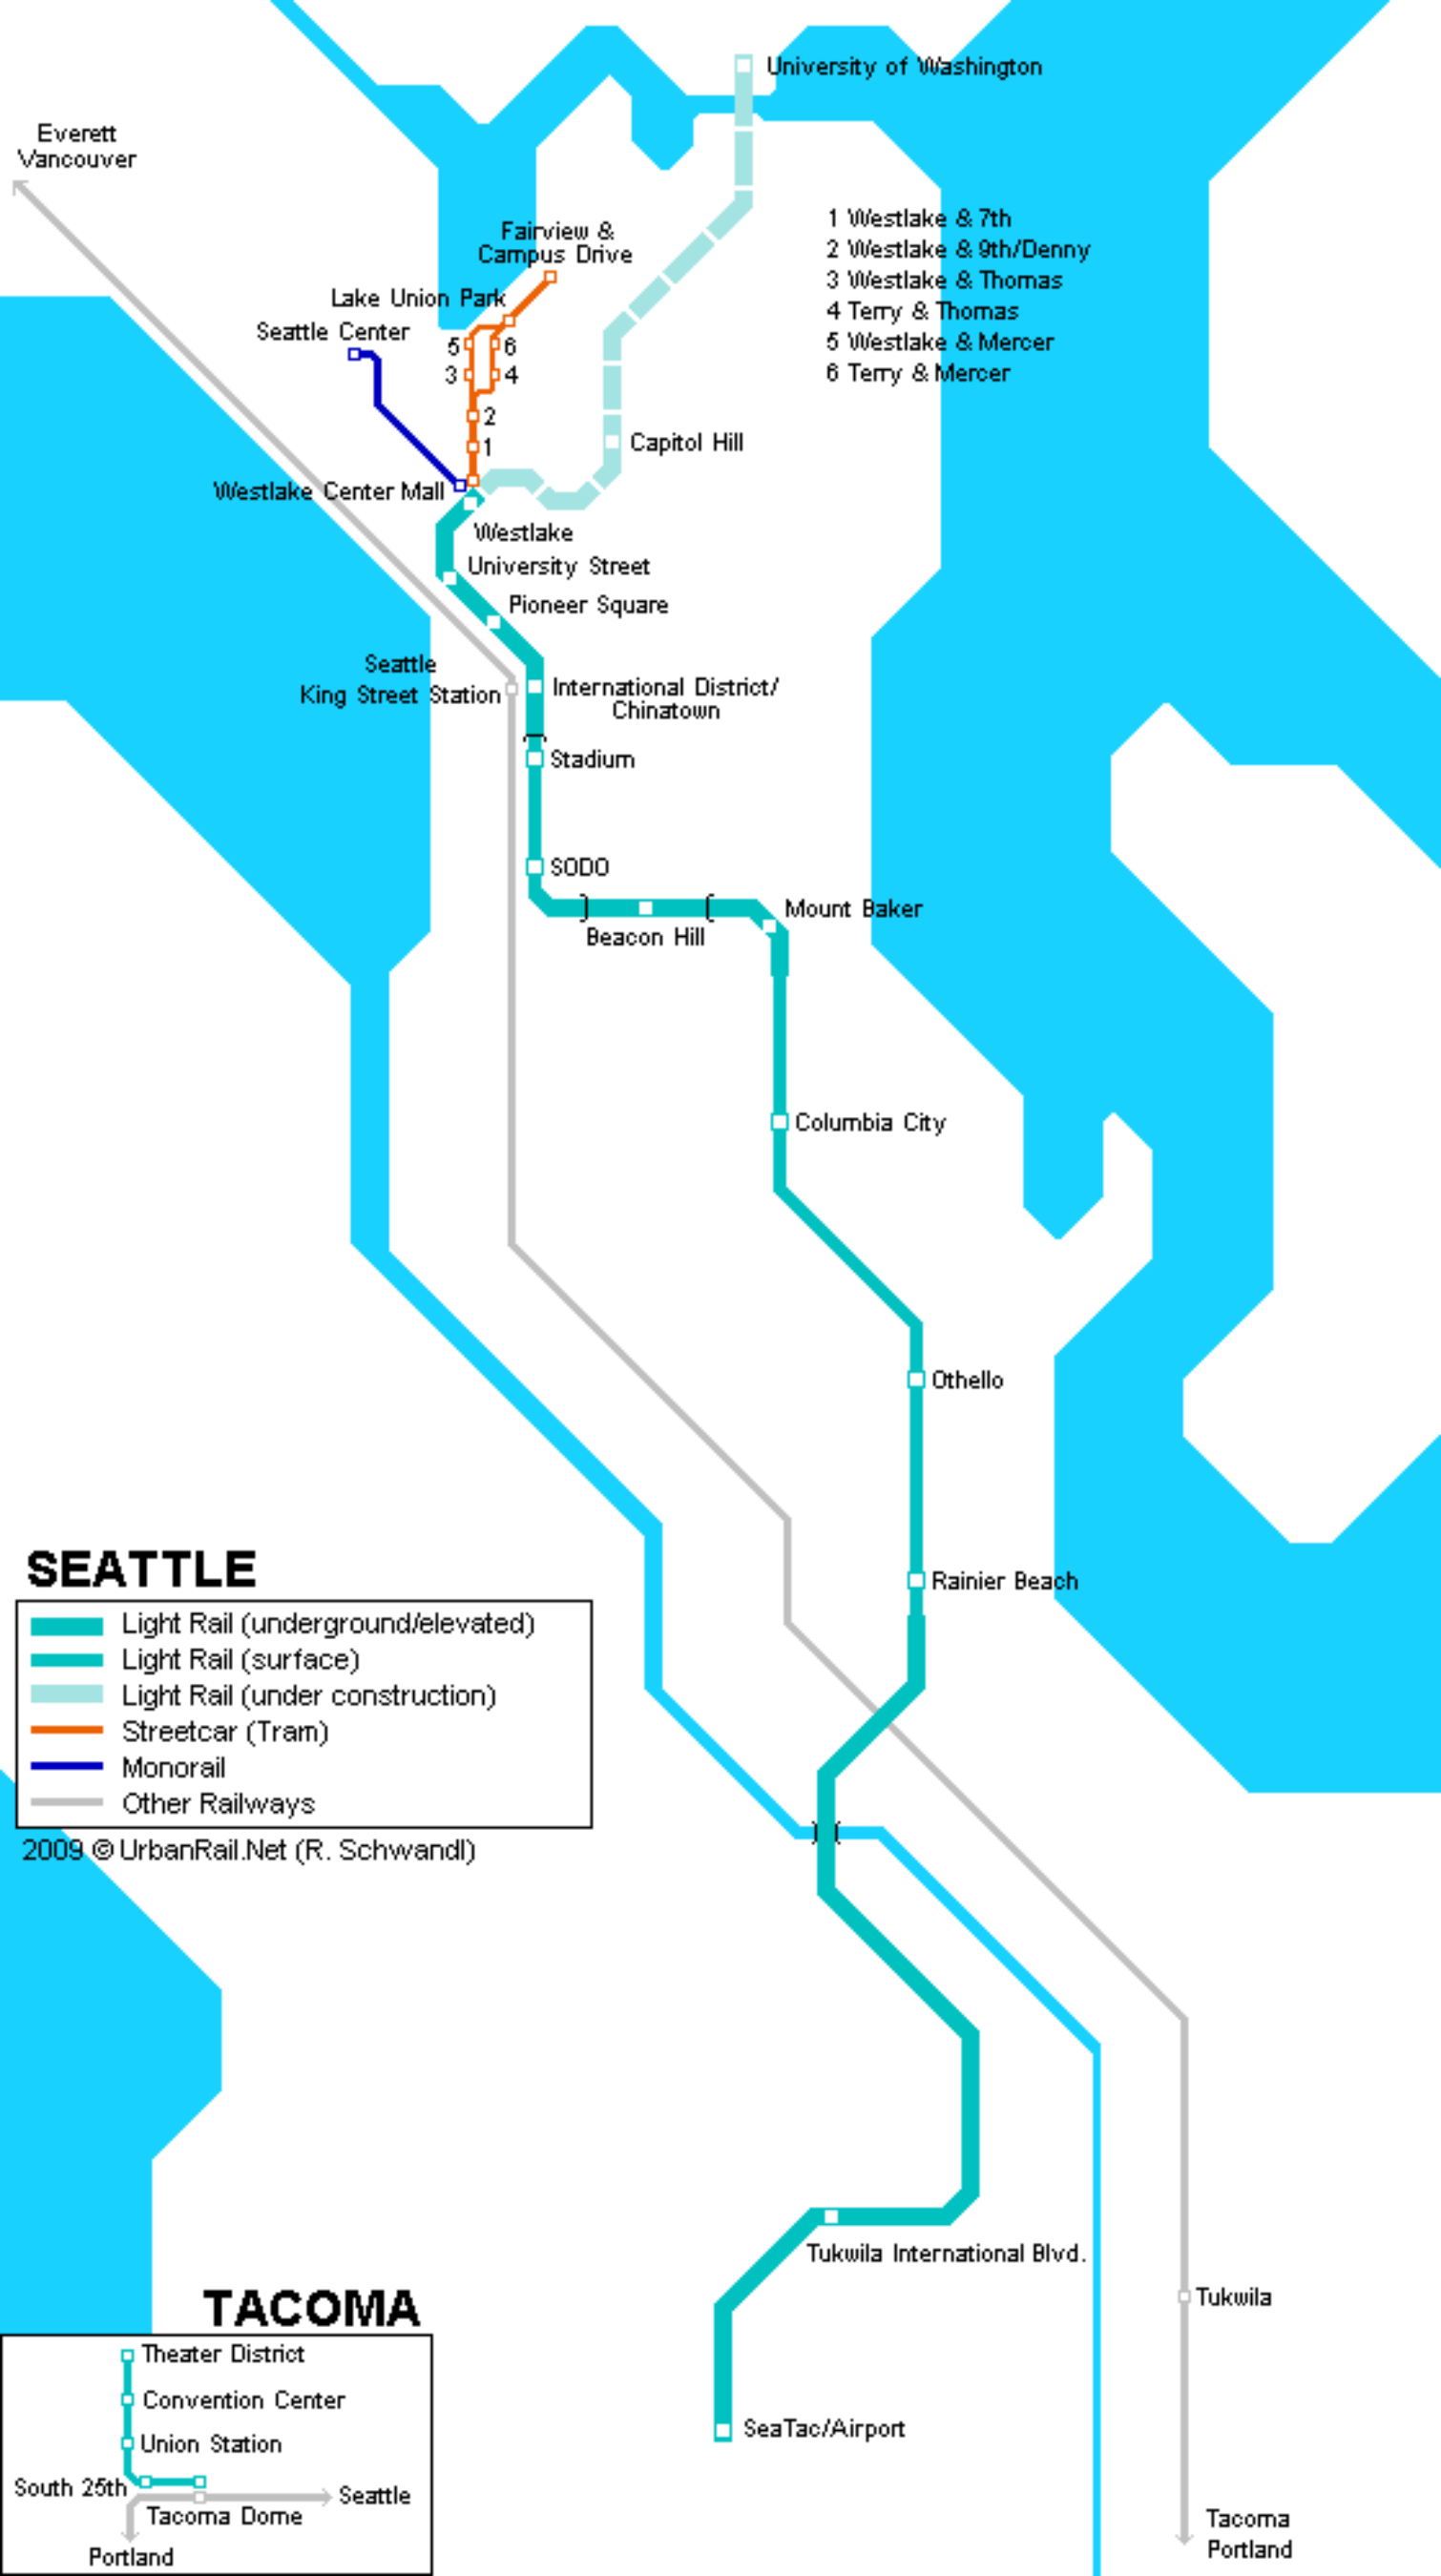 University of Washington
Everett
Vancouver
1 Westlake & 7th
2 Westlake & 9th/Denny
3 Westlake & Thomas
4 Terry & Thomas
5 Westlake & Mercer
6 Terry & Mercer
Fairview &
Campus Drive
Lake Union Park
Seattle Center
5
6
3
4
2
1
Capitol Hill
Westlake Center Mall
Westlake
University Street
Pioneer Square
Seattle
King Street Station
International District/
Chinatown
Stadium
SODO
Mount Baker
Beacon Hill
Columbia City
Othello
Rainier Beach
SEATTLE
Light Rail (underground/elevated)
Light Rail (surface)
Light Rail (under construction)
Streetcar (Tram)
Monorail
Other Railways
2009 © UrbanRail.Net (R. Schwandl)
Tukwila International Blvd.
Tukwila
SeaTac/Airport
Tacoma
Portland
TACOMA
Theater District
Convention Center
Union Station
South 25th
Seattle
Tacoma Dome
Portland